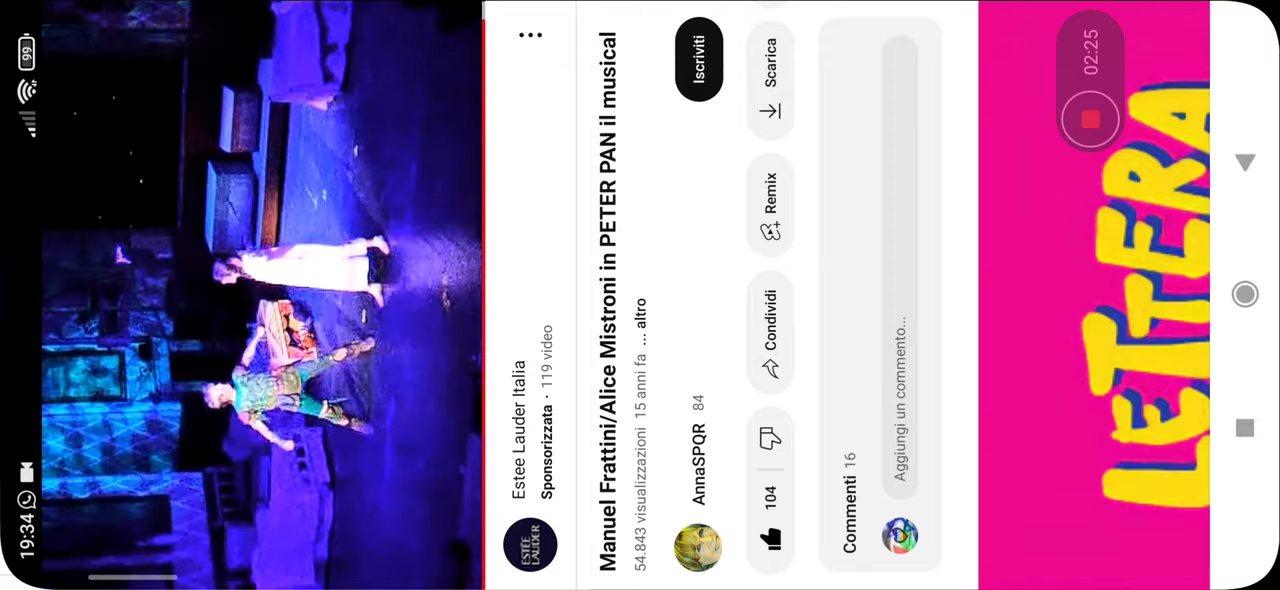 19:34
99
Estee Lauder Italia
Sponsorizzata · 119 video
ESTĒE
LAUDER
Manuel Frattini/Alice Mistroni in PETER PAN il musical
54.843 visualizzazioni 15 anni fa ... altro
AnnaSPQR 84
Iscriviti
104
Condividi
Remix
Scarica
Commenti 16
Aggiungi un commento...
02:25
LETTERA